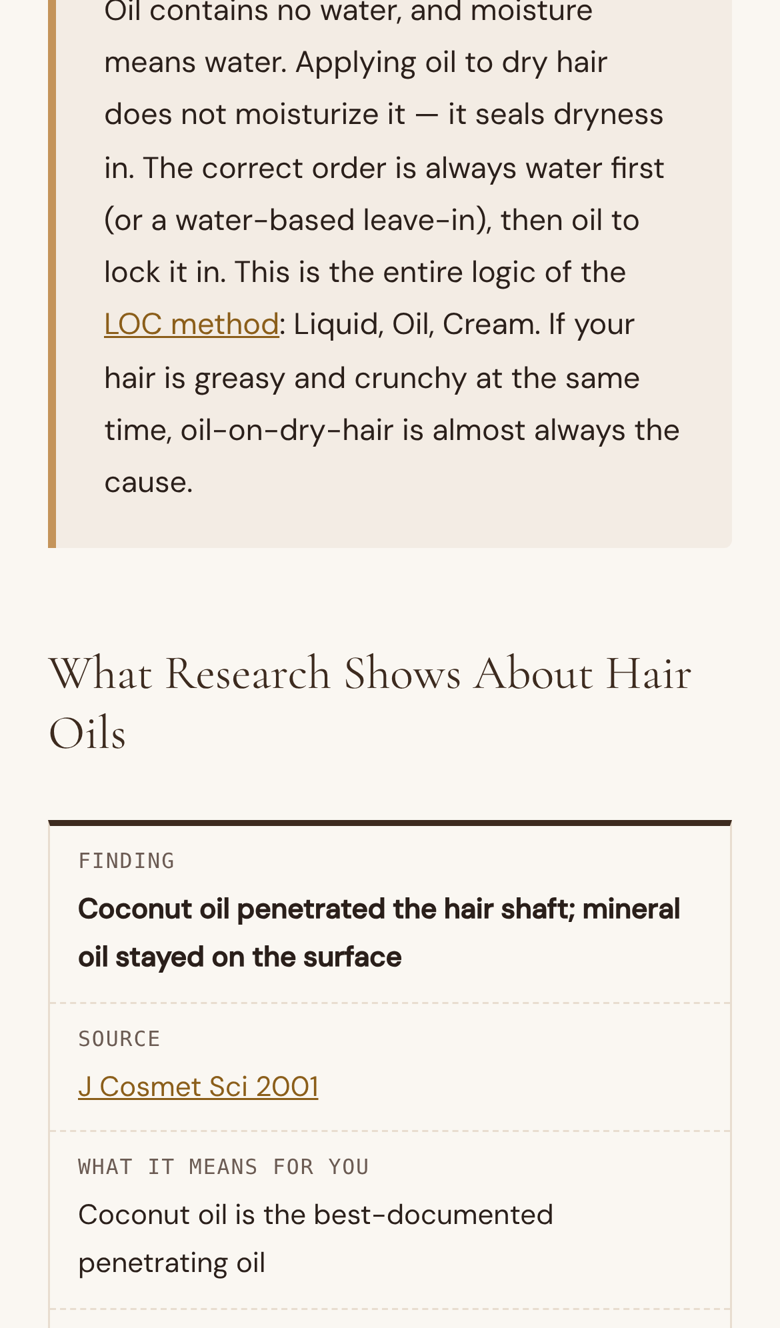 Oil contains no water, and moisture
means water. Applying oil to dry hair
does not moisturize it — it seals dryness
in. The correct order is always water first
(or a water-based leave-in), then oil to
lock it in. This is the entire logic of the
LOC method: Liquid, Oil, Cream. If your
hair is greasy and crunchy at the same
time, oil-on-dry-hair is almost always the
cause.
What Research Shows About Hair
Oils
FINDING
Coconut oil penetrated the hair shaft; mineral
oil stayed on the surface
SOURCE
J Cosmet Sci 2001
WHAT IT MEANS FOR YOU
Coconut oil is the best-documented
penetrating oil